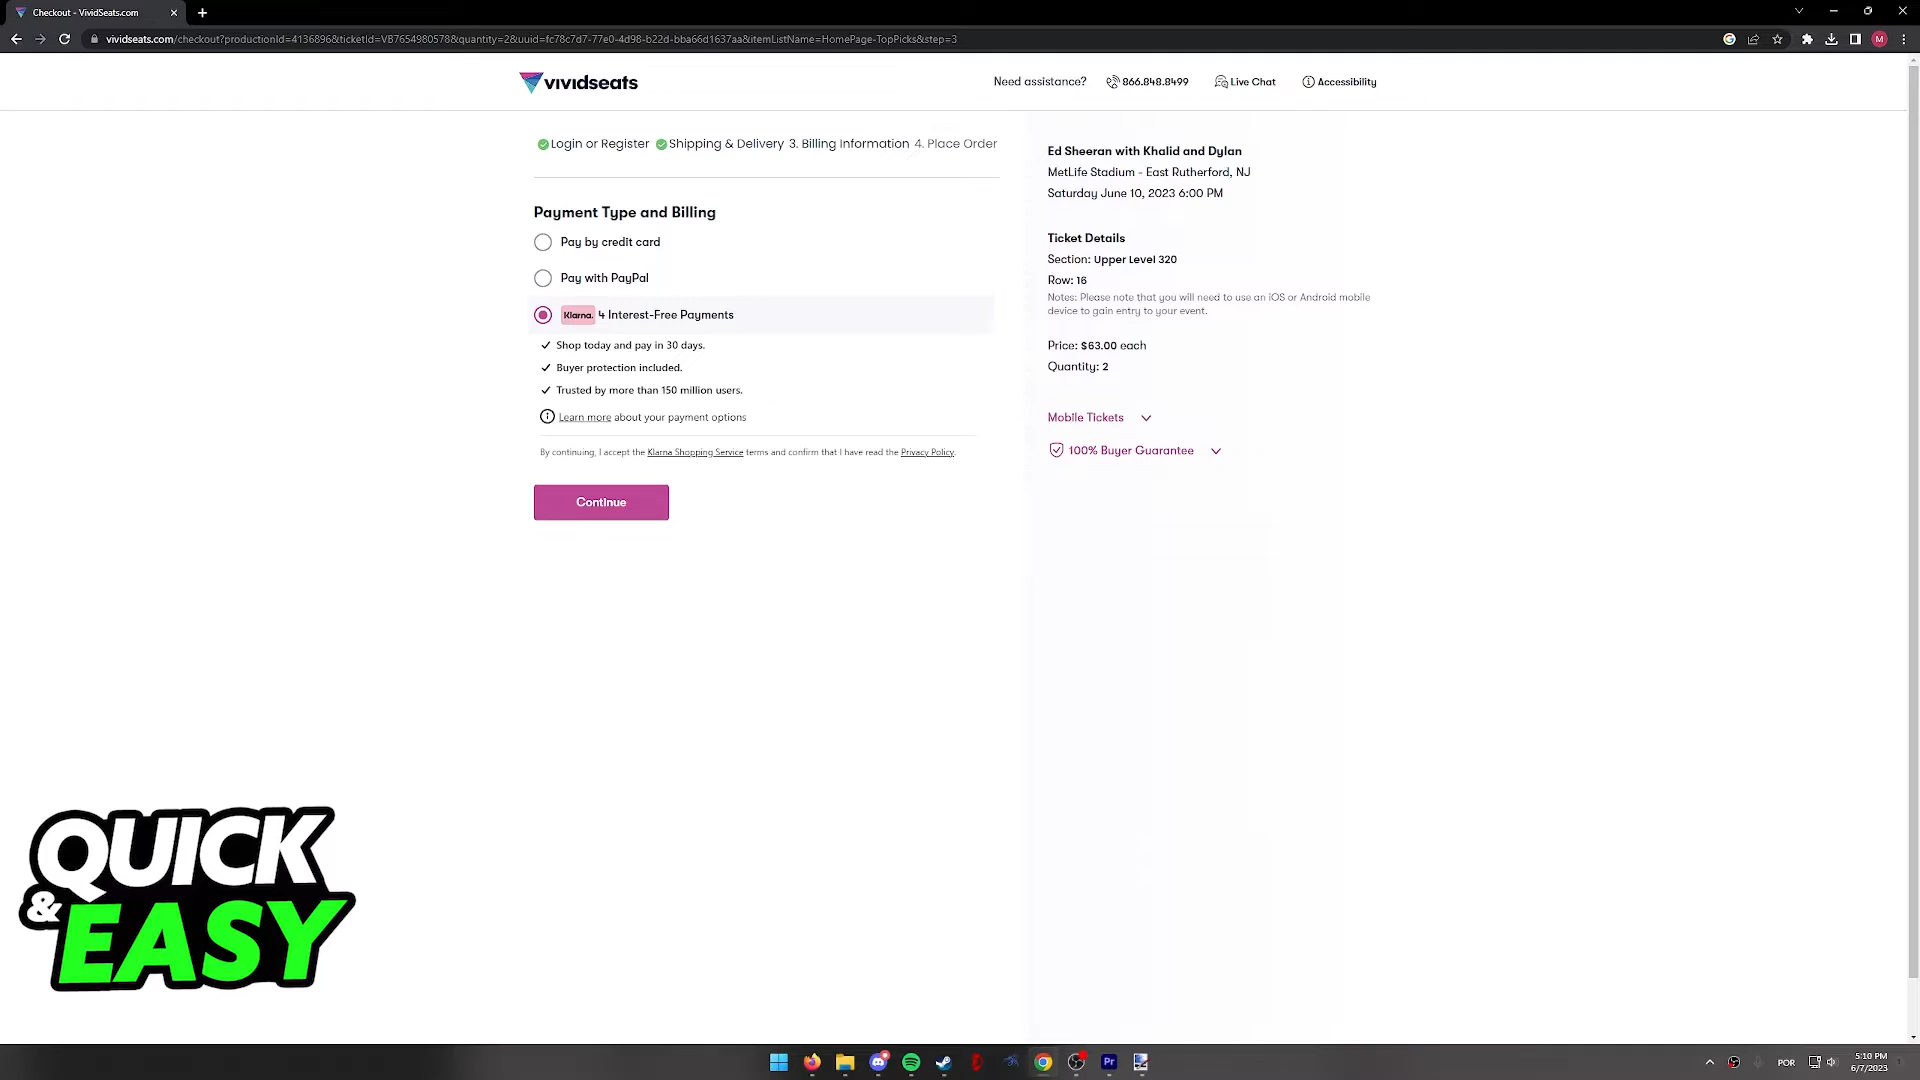 Checkout - VividSeats.com
vividseats.com/checkout?productionId=4136896&ticketId=VB7654980578&quantity=2&uuid=fc78c7d7-77e0-4d98-b22d-bba66d1637aa&itemListName=HomePage-TopPicks&step=3
M
vividseats
Need assistance? 866.848.8499 Live Chat Accessibility
Login or Register Shipping & Delivery 3. Billing Information 4. Place Order
Payment Type and Billing
Pay by credit card
Pay with PayPal
Klarna. 4 Interest-Free Payments
Shop today and pay in 30 days.
Buyer protection included.
Trusted by more than 150 million users.
Learn more about your payment options
By continuing, I accept the Klarna Shopping Service terms and confirm that I have read the Privacy Policy.
Continue
Ed Sheeran with Khalid and Dylan
MetLife Stadium - East Rutherford, NJ
Saturday June 10, 2023 6:00 PM
Ticket Details
Section: Upper Level 320
Row: 16
Notes: Please note that you will need to use an iOS or Android mobile
device to gain entry to your event.
Price: $63.00 each
Quantity: 2
Mobile Tickets
100% Buyer Guarantee
QUICK
& EASY
Pr
POR
5:10 PM
6/7/2023